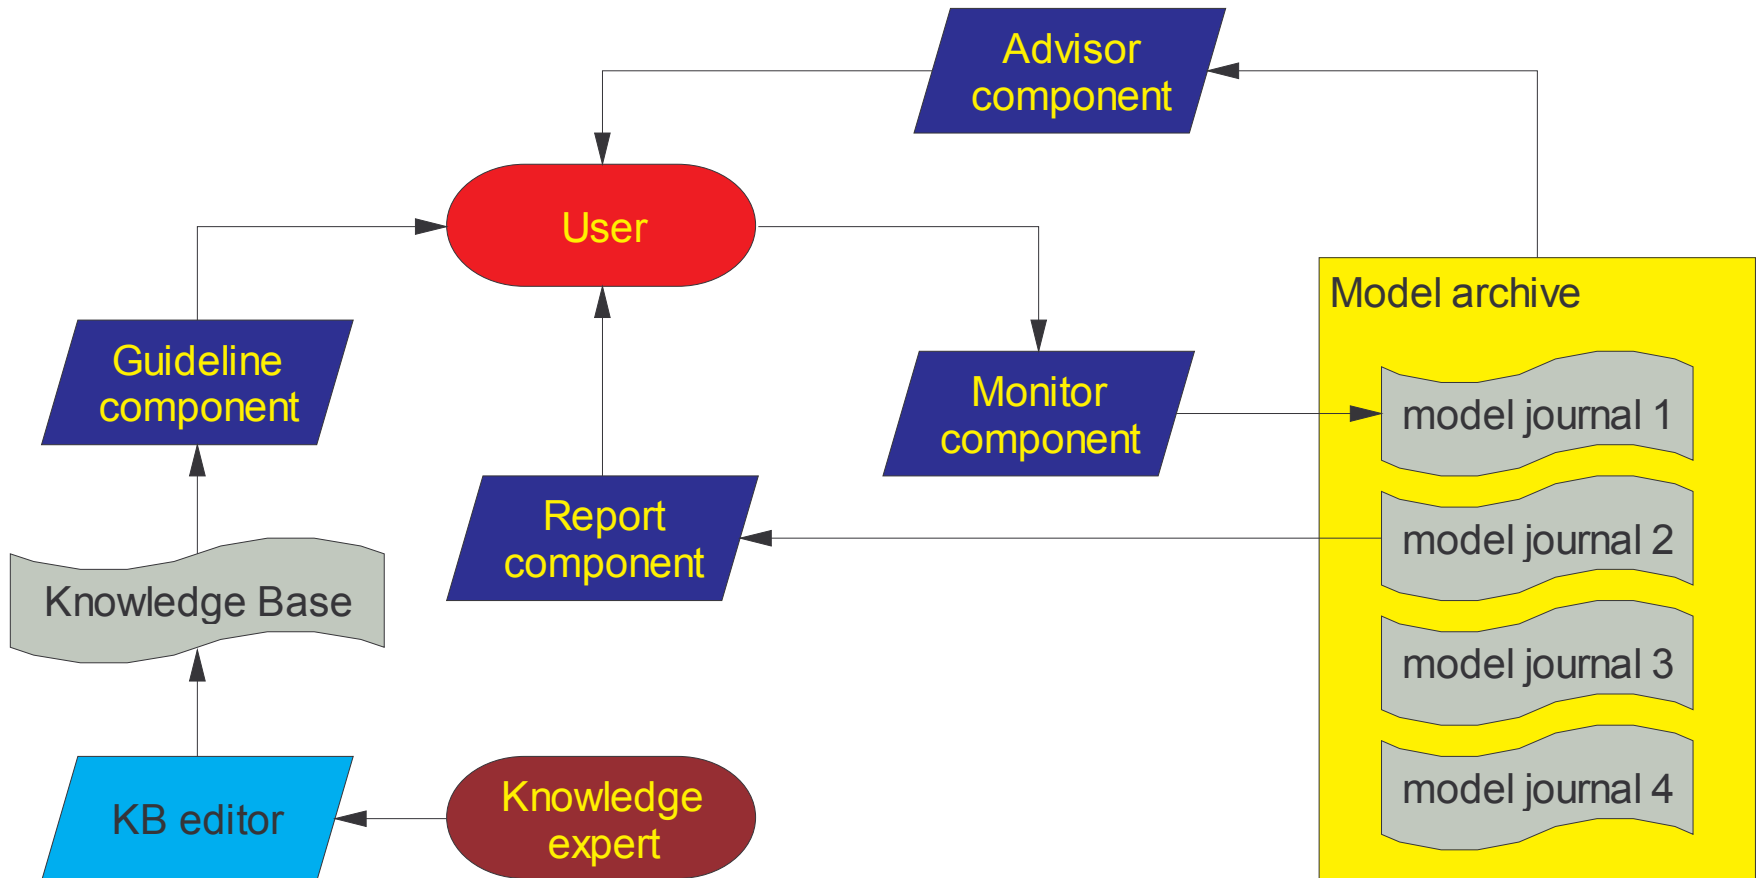 Advisor
component
User
Model archive
Guideline
component
Monitor
component
model journal 1
Report
component
model journal 2
Knowledge Base
model journal 3
KB editor
Knowledge
expert
model journal 4